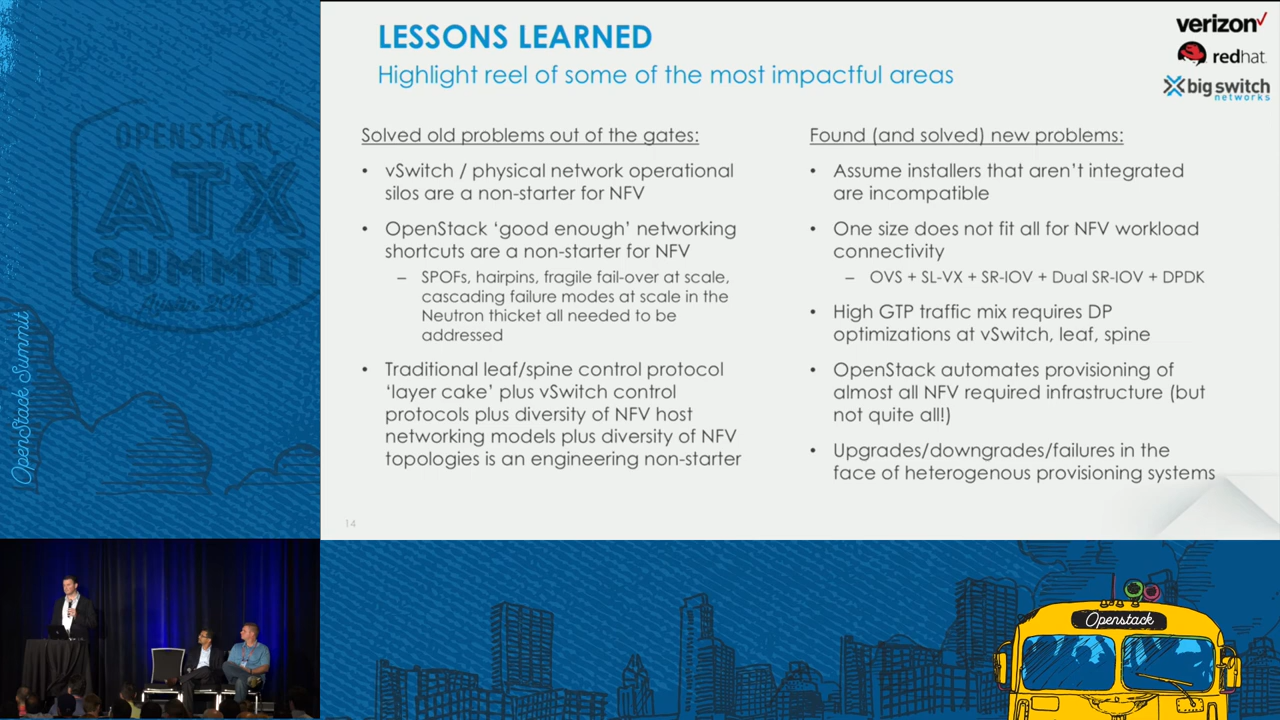 LESSONS LEARNED
Highlight reel of some of the most impactful areas
verizon
redhat
big switch
networks
Solved old problems out of the gates:
• vSwitch / physical network operational
silos are a non-starter for NFV
• OpenStack ‘good enough’ networking
shortcuts are a non-starter for NFV
– SPOFs, hairpins, fragile fail-over at scale,
cascading failure modes at scale in the
Neutron thicket all needed to be
addressed
• Traditional leaf/spine control protocol
‘layer cake’ plus vSwitch control
protocols plus diversity of NFV host
networking models plus diversity of NFV
topologies is an engineering non-starter
Found (and solved) new problems:
• Assume installers that aren’t integrated
are incompatible
• One size does not fit all for NFV workload
connectivity
– OVS + SL-VX + SR-IOV + Dual SR-IOV + DPDK
• High GTP traffic mix requires DP
optimizations at vSwitch, leaf, spine
• OpenStack automates provisioning of
almost all NFV required infrastructure (but
not quite all!)
• Upgrades/downgrades/failures in the
face of heterogenous provisioning systems
14
OPENSTACK
ATX
SUMMIT
Austin 2016
OpenStack Summit
Openstack